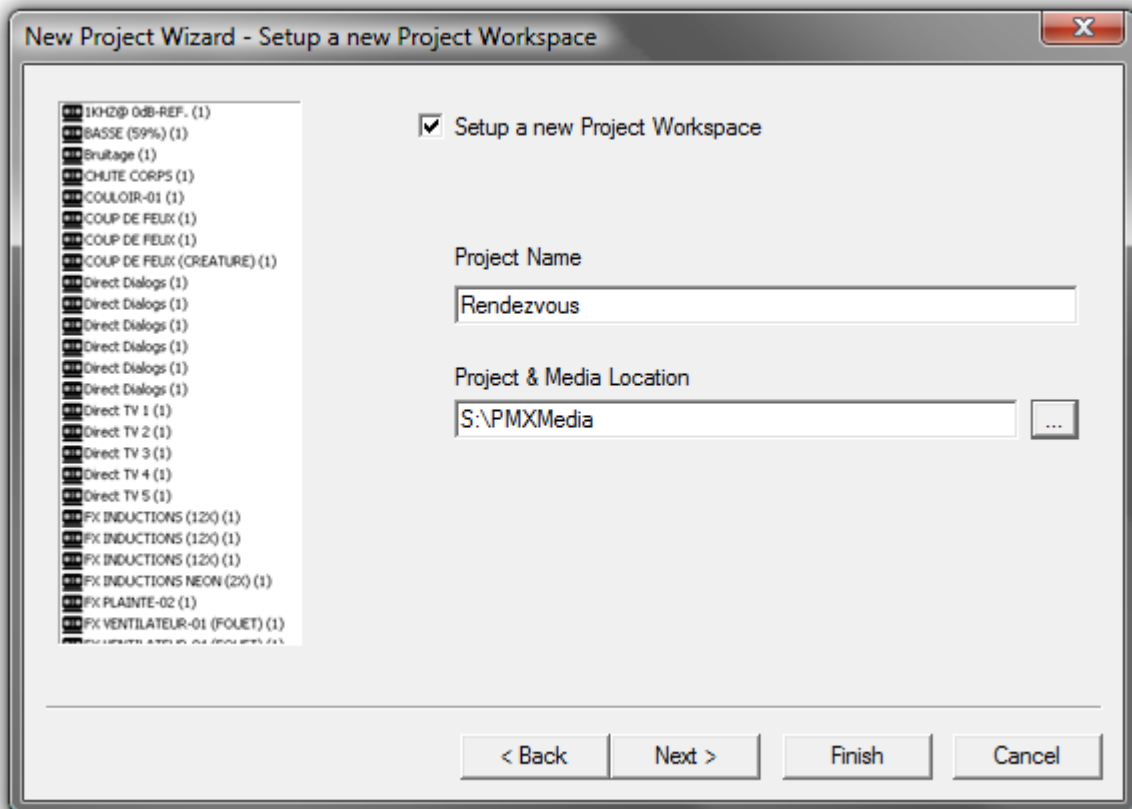 New Project Wizard - Setup a new Project Workspace
1KHZ@ 0dB-REF. (1)
BASSE (59%) (1)
Bruitage (1)
CHUTE CORPS (1)
COULOIR-01 (1)
COUP DE FEUX (1)
COUP DE FEUX (1)
COUP DE FEUX (CREATURE) (1)
Direct Dialogs (1)
Direct Dialogs (1)
Direct Dialogs (1)
Direct Dialogs (1)
Direct Dialogs (1)
Direct Dialogs (1)
Direct TV 1 (1)
Direct TV 2 (1)
Direct TV 3 (1)
Direct TV 4 (1)
Direct TV 5 (1)
FX INDUCTIONS (12X) (1)
FX INDUCTIONS (12X) (1)
FX INDUCTIONS (12X) (1)
FX INDUCTIONS NEON (2X) (1)
FX PLAINTE-02 (1)
FX VENTILATEUR-01 (FOUET) (1)
FX VENTILATEUR-01 (FOUET) (1)
Setup a new Project Workspace
Project Name
Rendezvous
Project & Media Location
S:\PMXMedia
...
< Back
Next >
Finish
Cancel